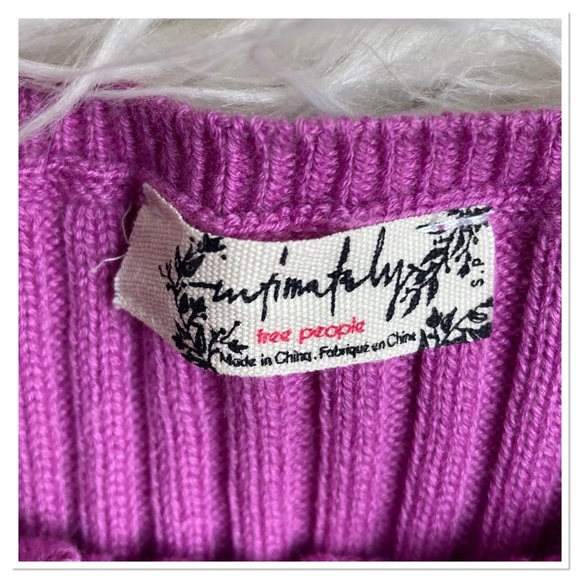 intimately
free people
Made in China. Fabriqué en Chine
S.P